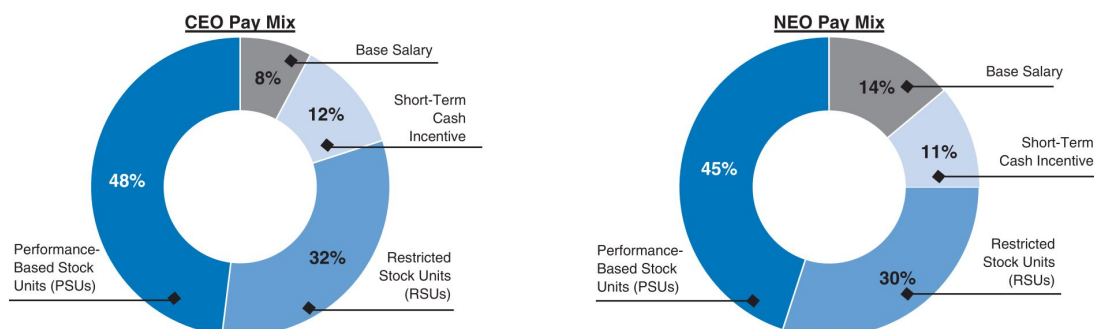 CEO Pay Mix
Base Salary
8%
Short-Term
Cash
Incentive
12%
48%
32%
Performance-
Based Stock
Units (PSUs)
Restricted
Stock Units
(RSUs)
NEO Pay Mix
Base Salary
14%
Short-Term
Cash Incentive
11%
45%
Performance-
Based Stock
Units (PSUs)
Restricted
Stock Units
(RSUs)
30%